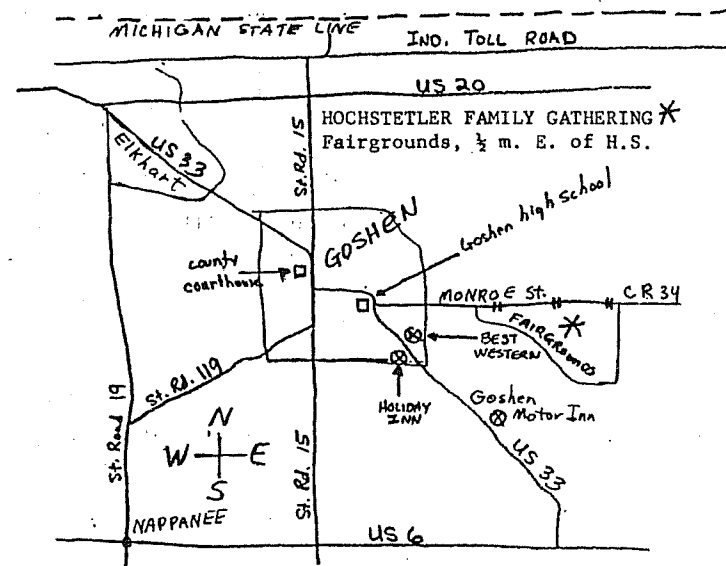 MICHIGAN STATE LINE
IND. TOLL ROAD
US 20
HOCHSTETLER FAMILY GATHERING
Fairgrounds, ½ m. E. of H.S.
St. Rd. 15
US 33
Elkhart
GOSHEN
Goshen high school
county
courthouse
MONROE St.
CR 34
FAIRGROUNDS
BEST
WESTERN
St. Rd. 119
HOLIDAY
INN
Goshen
Motor Inn
St. Road 19
N
W
E
S
St. Rd. 15
US 33
NAPPANEE
US 6